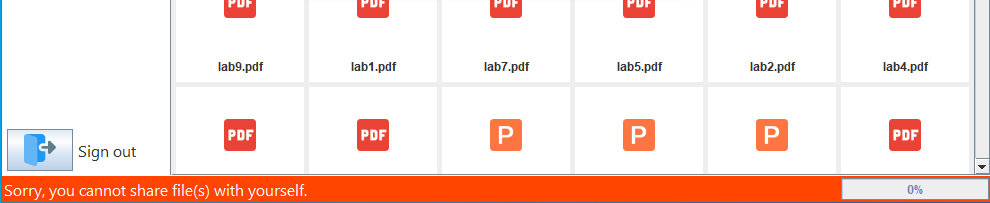 PDF PDF PDF PDF PDF PDF
lab9.pdf lab1.pdf lab7.pdf lab5.pdf lab2.pdf lab4.pdf
PDF PDF P P P PDF
Sign out
Sorry, you cannot share file(s) with yourself. 0%